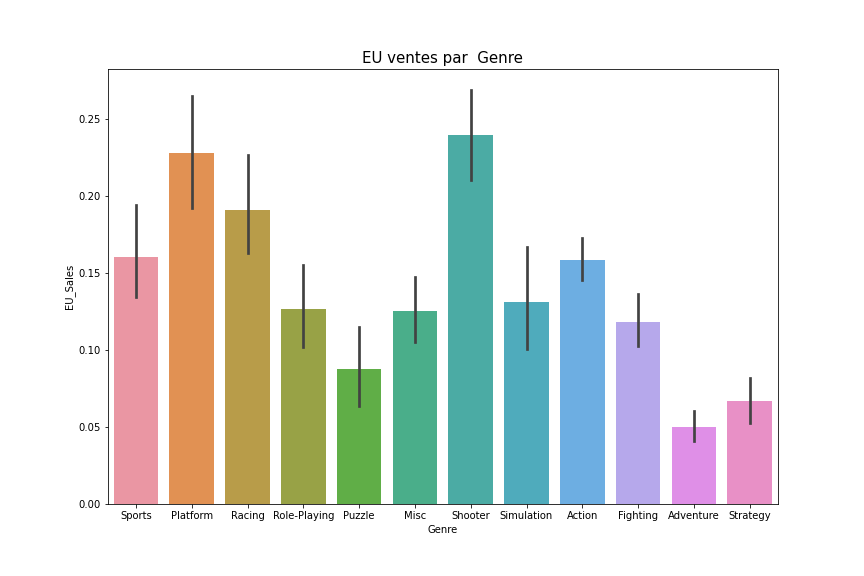 EU ventes par  Genre
EU_Sales
0.25
0.20
0.15
0.10
0.05
0.00
Sports Platform Racing Role-Playing Puzzle Misc Shooter Simulation Action Fighting Adventure Strategy
Genre